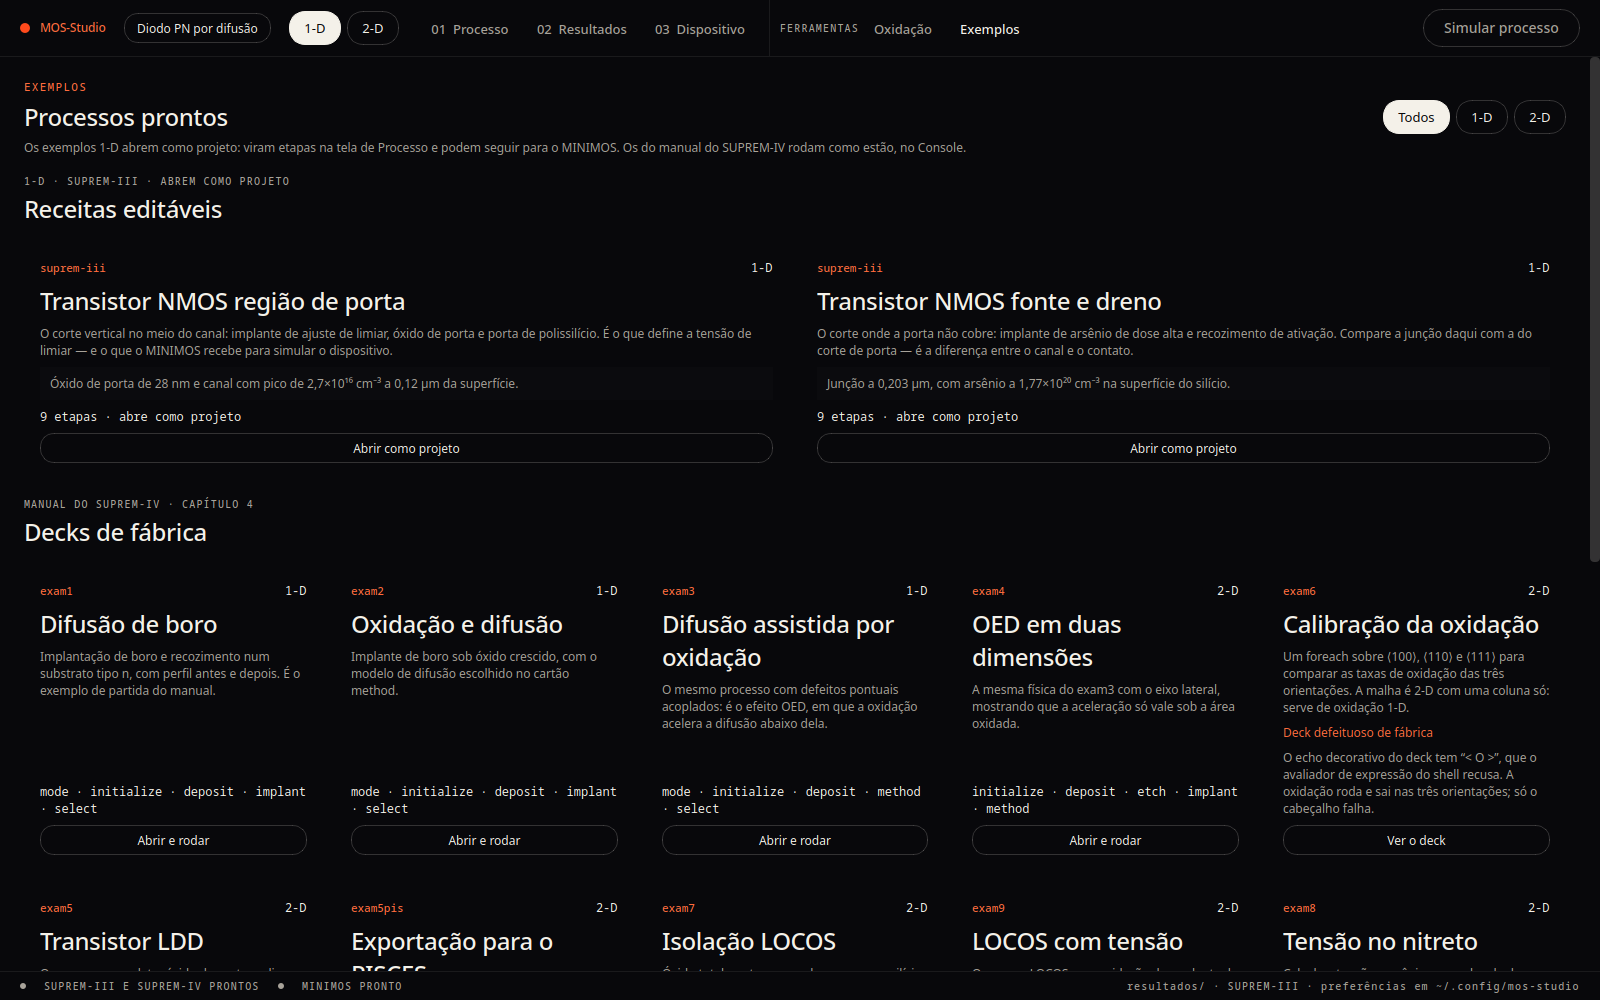 MOS-Studio Diodo PN por difusão 1-D 2-D 01 Processo 02 Resultados 03 Dispositivo FERRAMENTAS Oxidação Exemplos Simular processo
EXEMPLOS
Processos prontos
Todos 1-D 2-D
Os exemplos 1-D abrem como projeto: viram etapas na tela de Processo e podem seguir para o MINIMOS. Os do manual do SUPREM-IV rodam como estão, no Console.
1-D · SUPREM-III · ABREM COMO PROJETO
Receitas editáveis
suprem-iii 1-D
Transistor NMOS região de porta
O corte vertical no meio do canal: implante de ajuste de limiar, óxido de porta e porta de polissilício. É o que define a tensão de
limiar — e o que o MINIMOS recebe para simular o dispositivo.
Óxido de porta de 28 nm e canal com pico de 2,7×10¹⁶ cm⁻³ a 0,12 µm da superfície.
9 etapas · abre como projeto
Abrir como projeto
suprem-iii 1-D
Transistor NMOS fonte e dreno
O corte onde a porta não cobre: implante de arsênio de dose alta e recozimento de ativação. Compare a junção daqui com a do
corte de porta — é a diferença entre o canal e o contato.
Junção a 0,203 µm, com arsênio a 1,77×10²⁰ cm⁻³ na superfície do silício.
9 etapas · abre como projeto
Abrir como projeto
MANUAL DO SUPREM-IV · CAPÍTULO 4
Decks de fábrica
exam1 1-D
Difusão de boro
Implantação de boro e recozimento num
substrato tipo n, com perfil antes e depois. É o
exemplo de partida do manual.
mode · initialize · deposit · implant
· select
Abrir e rodar
exam2 1-D
Oxidação e difusão
Implante de boro sob óxido crescido, com o
modelo de difusão escolhido no cartão
method.
mode · initialize · deposit · implant
· select
Abrir e rodar
exam3 1-D
Difusão assistida por
oxidação
O mesmo processo com defeitos pontuais
acoplados: é o efeito OED, em que a oxidação
acelera a difusão abaixo dela.
mode · initialize · deposit · method
· select
Abrir e rodar
exam4 2-D
OED em duas
dimensões
A mesma física do exam3 com o eixo lateral,
mostrando que a aceleração só vale sob a área
oxidada.
initialize · deposit · etch · implant
· method
Abrir e rodar
exam6 2-D
Calibração da oxidação
Um foreach sobre ⟨100⟩, ⟨110⟩ e ⟨111⟩ para
comparar as taxas de oxidação das três
orientações. A malha é 2-D com uma coluna só:
serve de oxidação 1-D.
Deck defeituoso de fábrica
O echo decorativo do deck tem “< O >”, que o
avaliador de expressão do shell recusa. A
oxidação roda e sai nas três orientações; só o
cabeçalho falha.
Ver o deck
exam5 2-D
Transistor LDD
exam5pis 2-D
Exportação para o
PISCES
exam7 2-D
Isolação LOCOS
exam9 2-D
LOCOS com tensão
exam8 2-D
Tensão no nitreto
SUPREM-III E SUPREM-IV PRONTOS MINIMOS PRONTO resultados/ · SUPREM-III · preferências em ~/.config/mos-studio